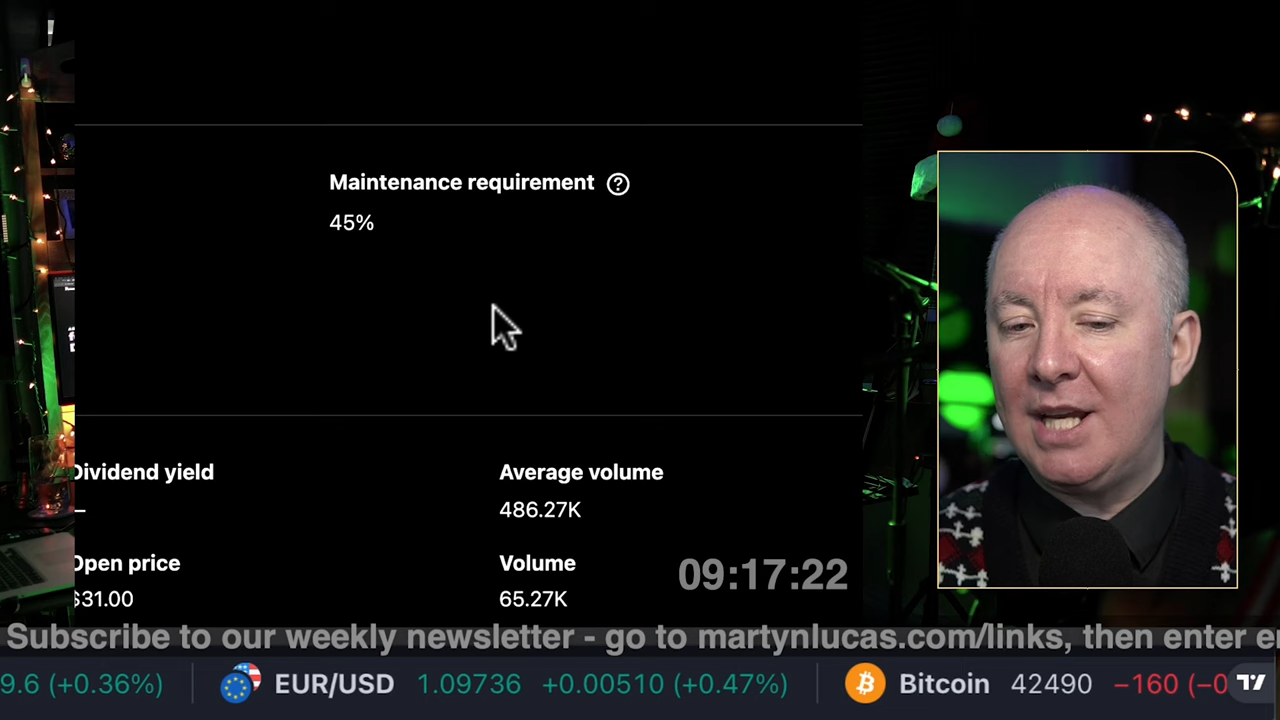 Maintenance requirement
45%
Dividend yield
–
Average volume
486.27K
Open price
$31.00
Volume
65.27K
09:17:22
Subscribe to our weekly newsletter - go to martynlucas.com/links, then enter e
9.6 (+0.36%)
EUR/USD 1.09736 +0.00510 (+0.47%)
Bitcoin 42490 −160 (−0